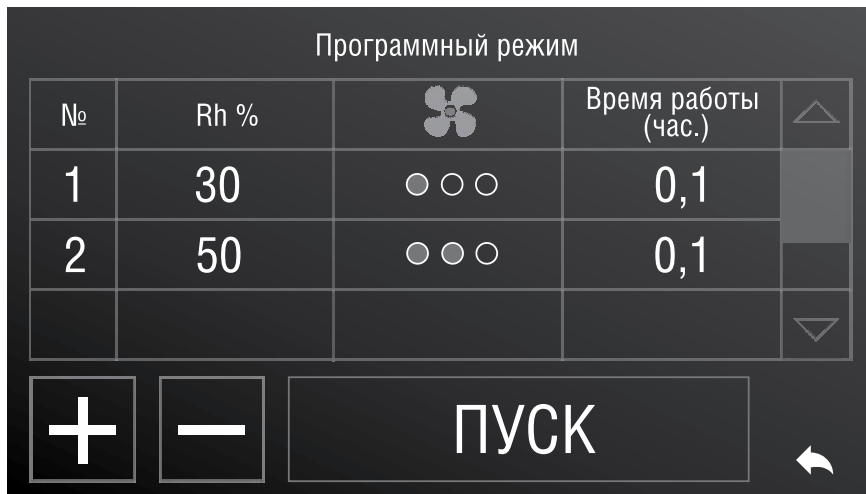 Программный режим
№ Rh % Время работы
(час.)
1 30 0,1
2 50 0,1
ПУСК